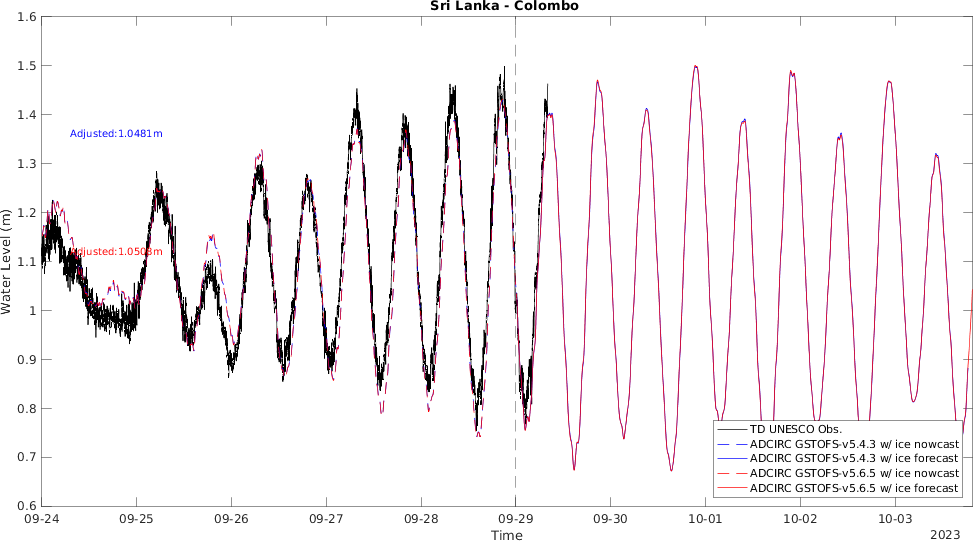 Sri Lanka - Colombo
1.6
1.5
1.4
1.3
1.2
1.1
1
0.9
0.8
0.7
0.6
Water Level (m)
Adjusted:1.0481m
Adjusted:1.0503m
TD UNESCO Obs.
ADCIRC GSTOFS-v5.4.3 w/ ice nowcast
ADCIRC GSTOFS-v5.4.3 w/ ice forecast
ADCIRC GSTOFS-v5.6.5 w/ ice nowcast
ADCIRC GSTOFS-v5.6.5 w/ ice forecast
09-24 09-25 09-26 09-27 09-28 09-29 09-30 10-01 10-02 10-03
Time
2023